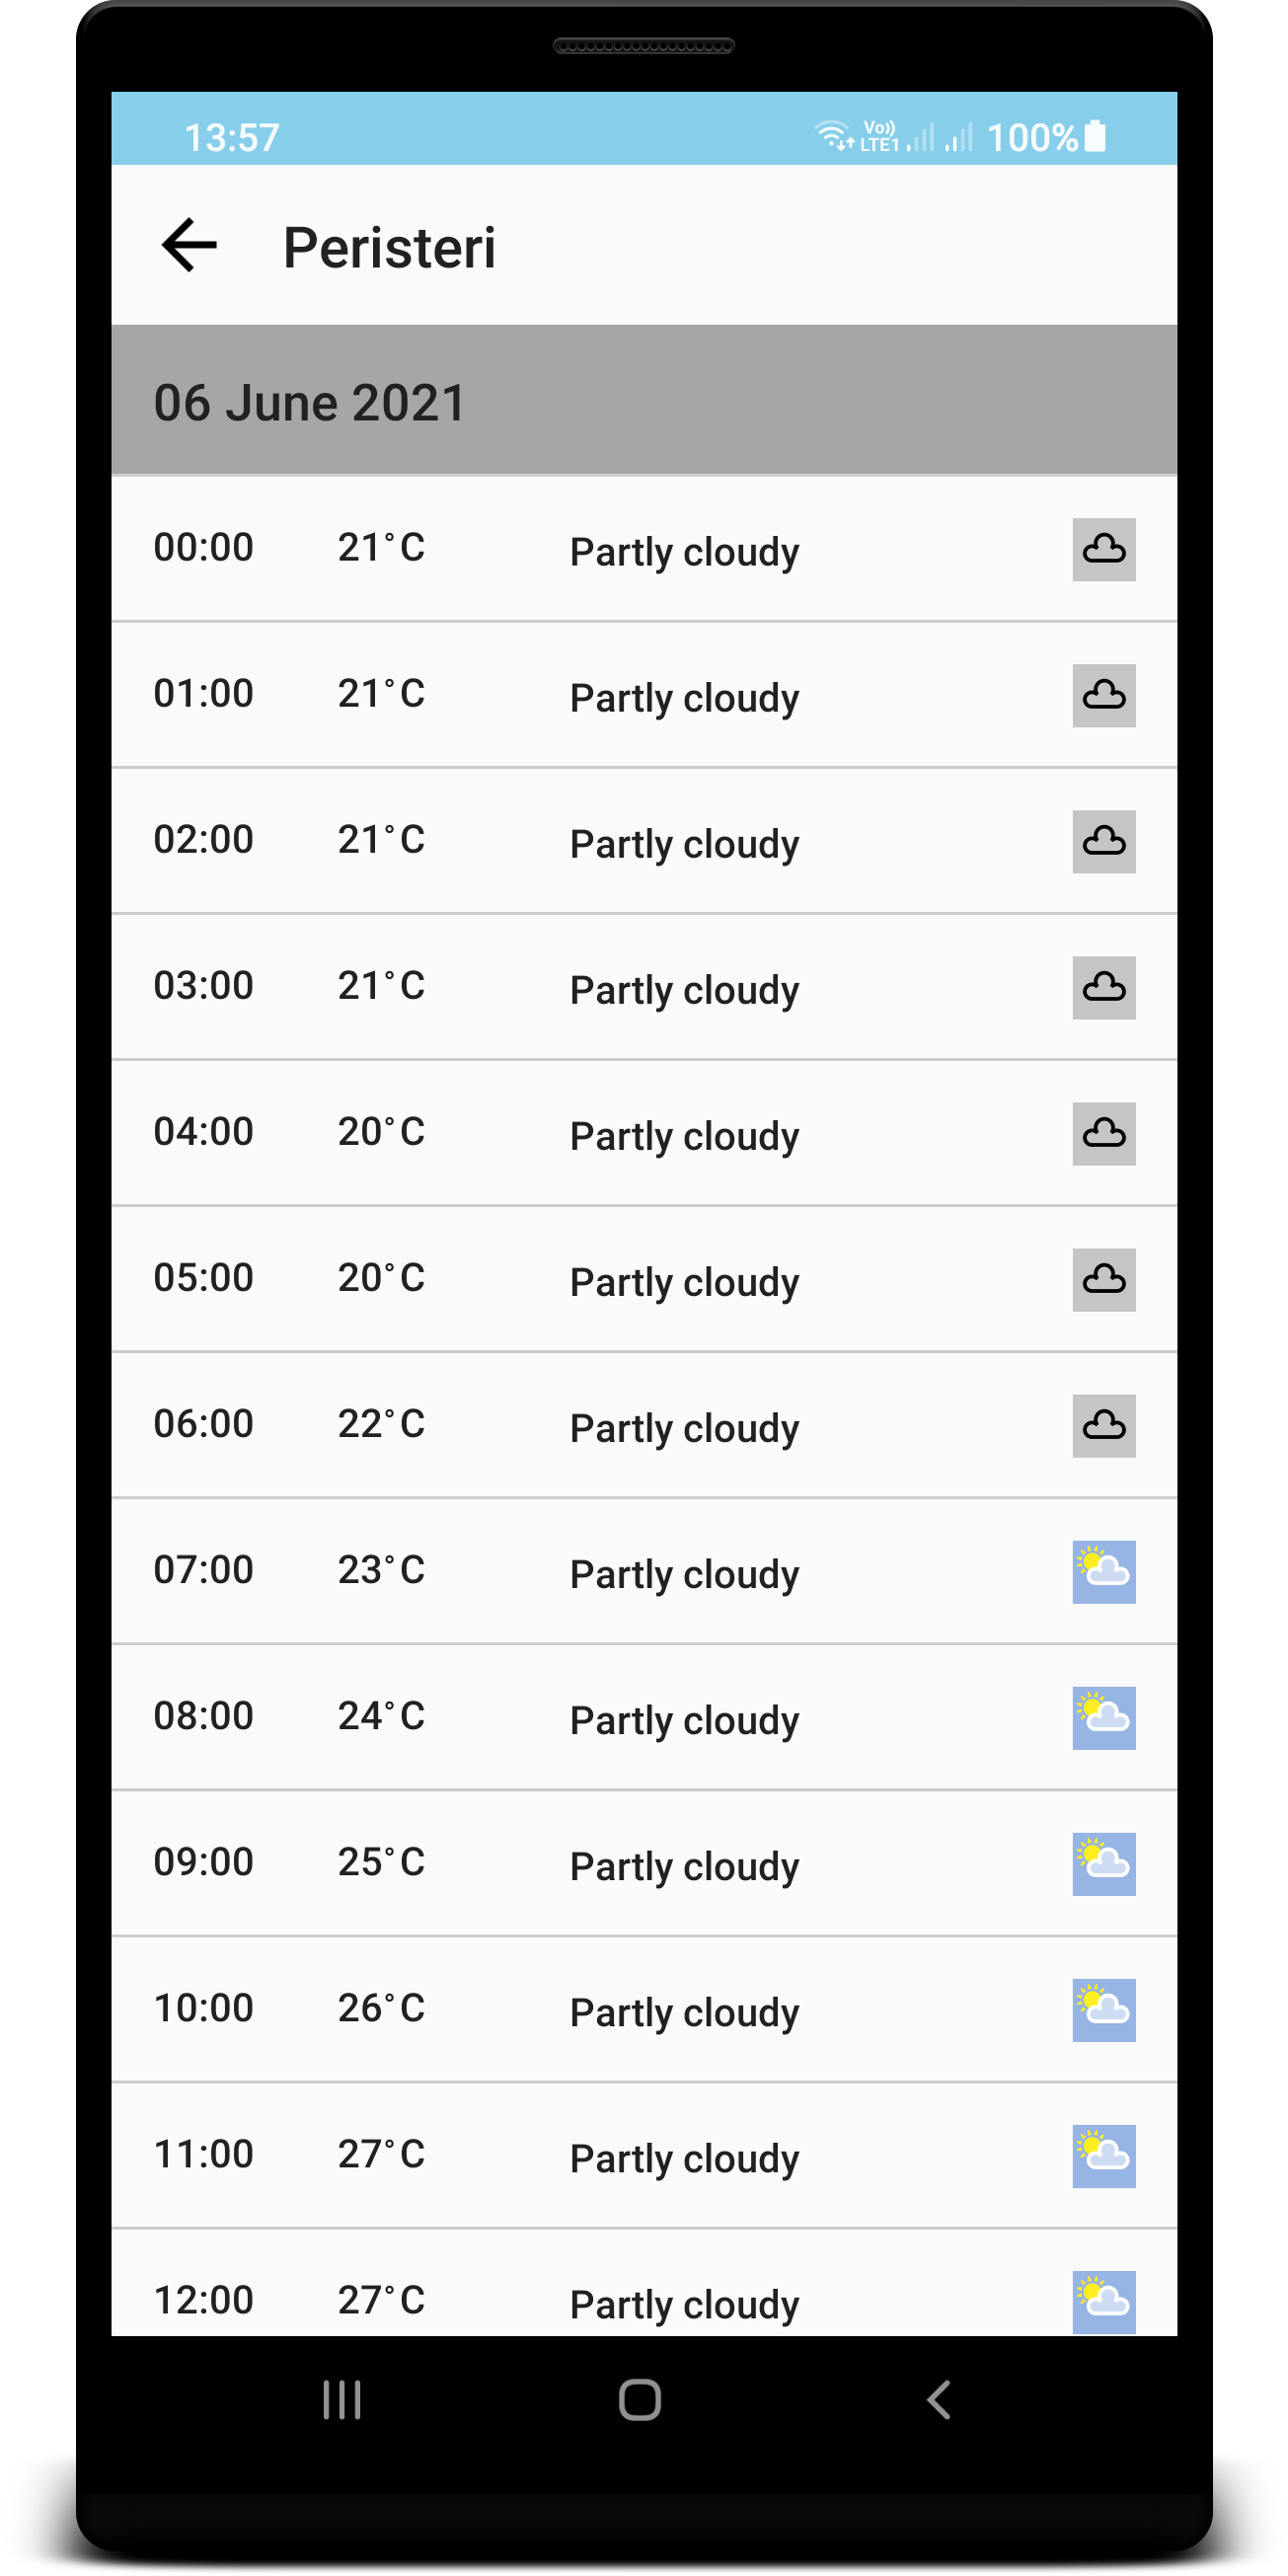 13:57 Vo)) LTE1 100%
Peristeri
06 June 2021
00:00 21°C Partly cloudy
01:00 21°C Partly cloudy
02:00 21°C Partly cloudy
03:00 21°C Partly cloudy
04:00 20°C Partly cloudy
05:00 20°C Partly cloudy
06:00 22°C Partly cloudy
07:00 23°C Partly cloudy
08:00 24°C Partly cloudy
09:00 25°C Partly cloudy
10:00 26°C Partly cloudy
11:00 27°C Partly cloudy
12:00 27°C Partly cloudy